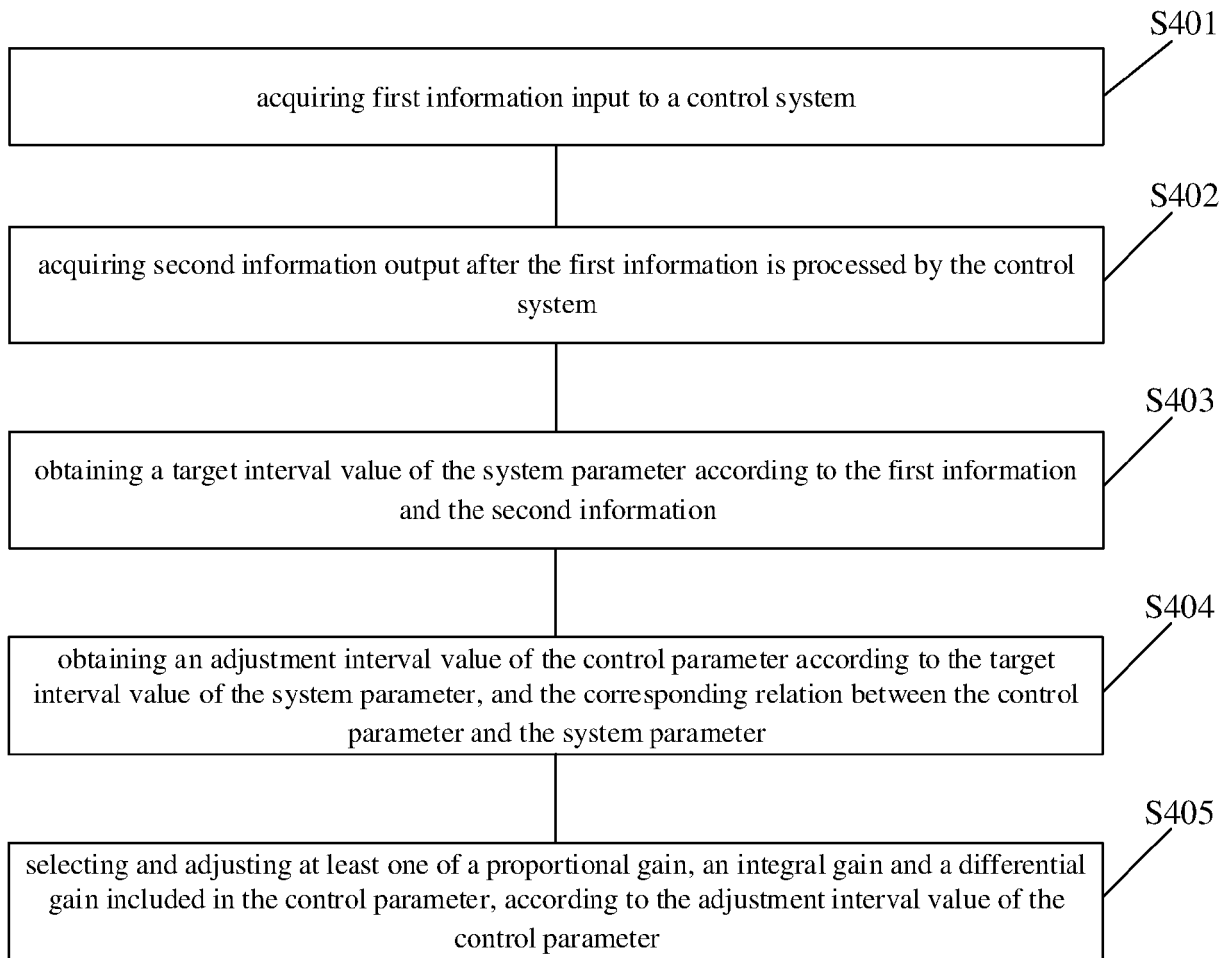 S401
acquiring first information input to a control system
S402
acquiring second information output after the first information is processed by the control
system
S403
obtaining a target interval value of the system parameter according to the first information
and the second information
S404
obtaining an adjustment interval value of the control parameter according to the target
interval value of the system parameter, and the corresponding relation between the control
parameter and the system parameter
S405
selecting and adjusting at least one of a proportional gain, an integral gain and a differential
gain included in the control parameter, according to the adjustment interval value of the
control parameter